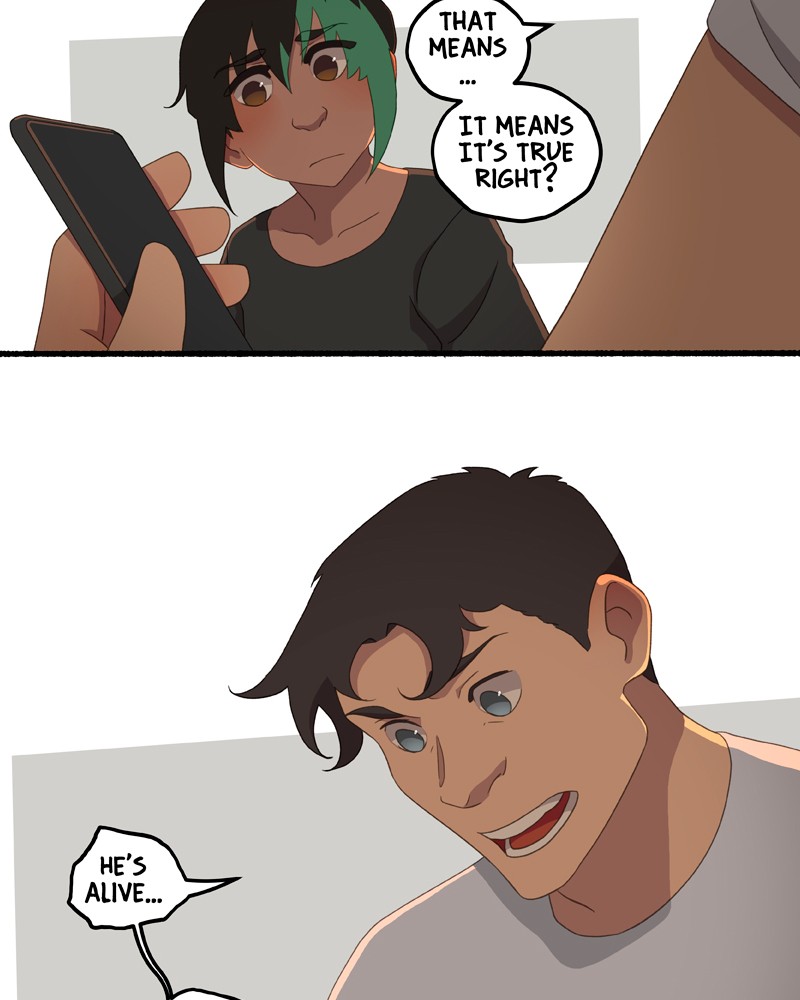 THAT
MEANS
...
IT MEANS
IT'S TRUE
RIGHT?
HE'S
ALIVE...